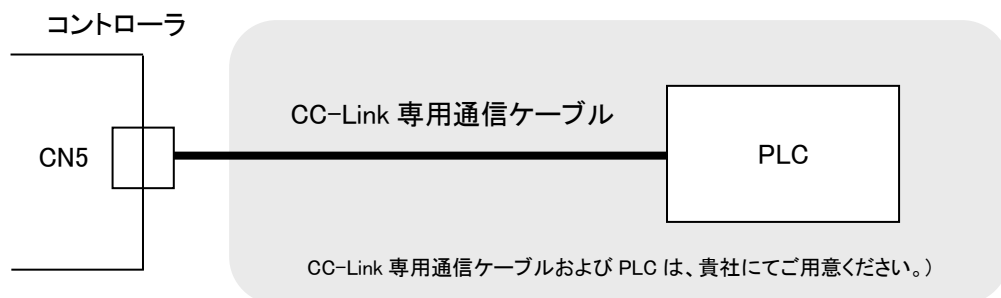 コントローラ
CC-Link 専用通信ケーブル
CN5
PLC
CC-Link 専用通信ケーブルおよび PLC は、貴社にてご用意ください。）